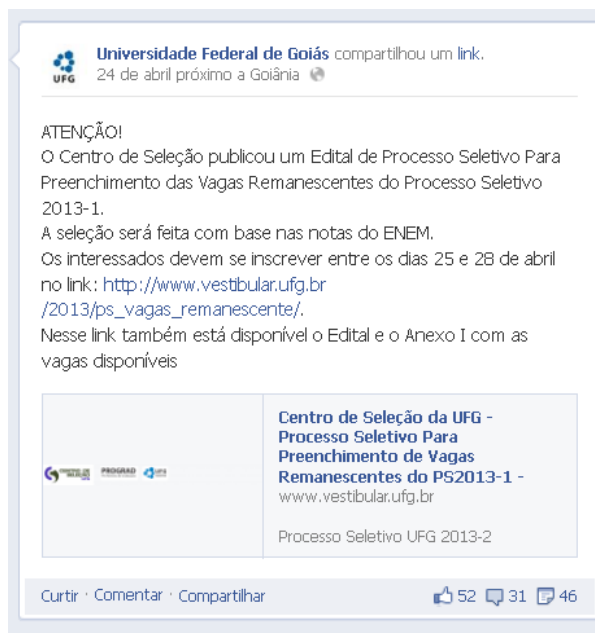 Universidade Federal de Goiás compartilhou um link.
UFG
24 de abril próximo a Goiânia
ATENÇÃO!
O Centro de Seleção publicou um Edital de Processo Seletivo Para
Preenchimento das Vagas Remanescentes do Processo Seletivo
2013-1.
A seleção será feita com base nas notas do ENEM.
Os interessados devem se inscrever entre os dias 25 e 28 de abril
no link: http://www.vestibular.ufg.br
/2013/ps_vagas_remanescente/.
Nesse link também está disponível o Edital e o Anexo I com as
vagas disponíveis
Centro de Seleção da UFG -
Processo Seletivo Para
Preenchimento de Vagas
Remanescentes do PS2013-1 -
www.vestibular.ufg.br
PROGRAD
Processo Seletivo UFG 2013-2
Curtir · Comentar · Compartilhar 52 31 46